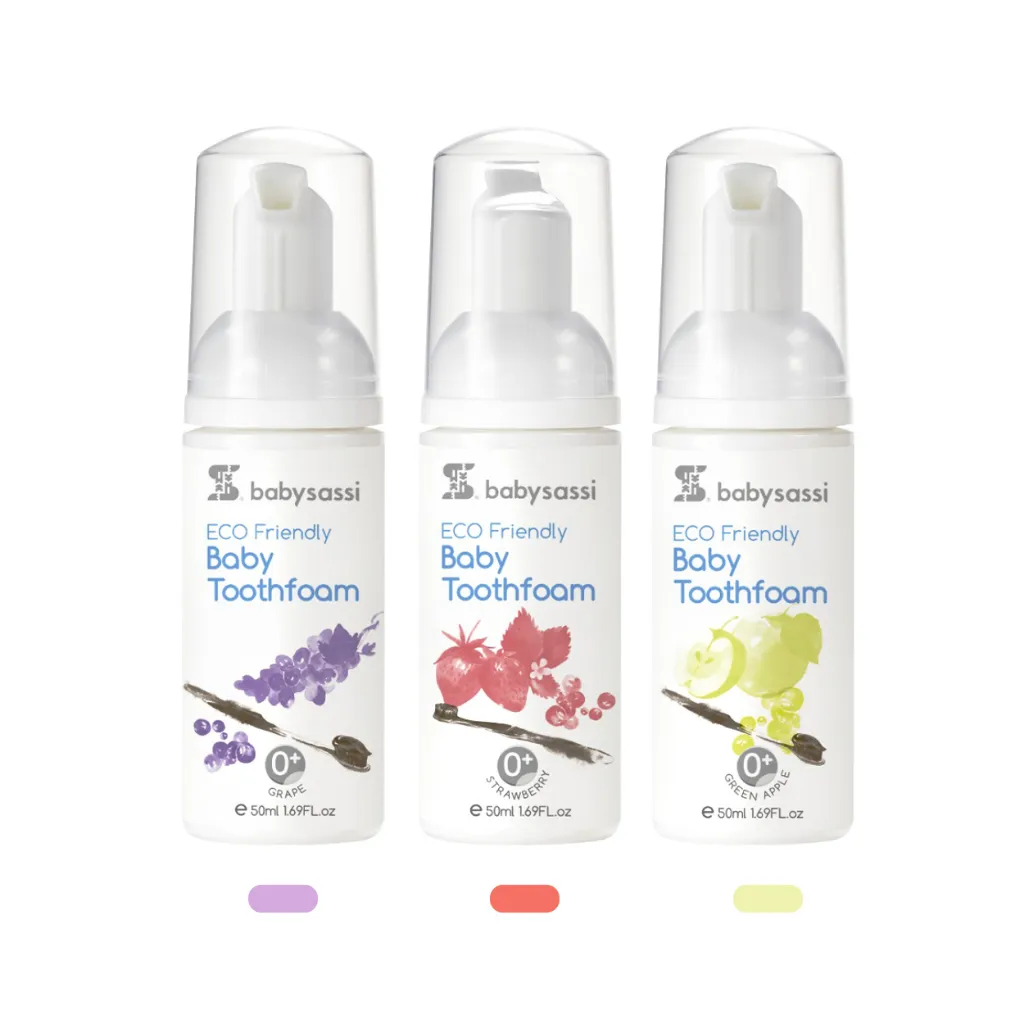 babysassi
ECO Friendly
Baby
Toothfoam
0+
GRAPE
e 50ml 1.69FL.oz
babysassi
ECO Friendly
Baby
Toothfoam
0+
STRAWBERRY
e 50ml 1.69FL.oz
babysassi
ECO Friendly
Baby
Toothfoam
0+
GREEN APPLE
e 50ml 1.69FL.oz